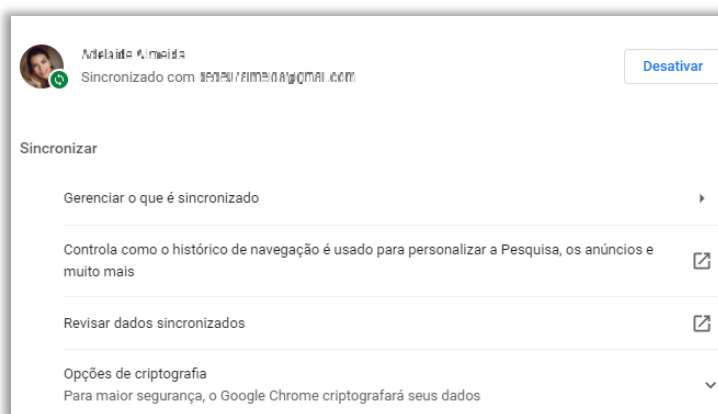 Sincronizado com
Desativar
Sincronizar
Gerenciar o que é sincronizado
Controla como o histórico de navegação é usado para personalizar a Pesquisa, os anúncios e
muito mais
Revisar dados sincronizados
Opções de criptografia
Para maior segurança, o Google Chrome criptografará seus dados